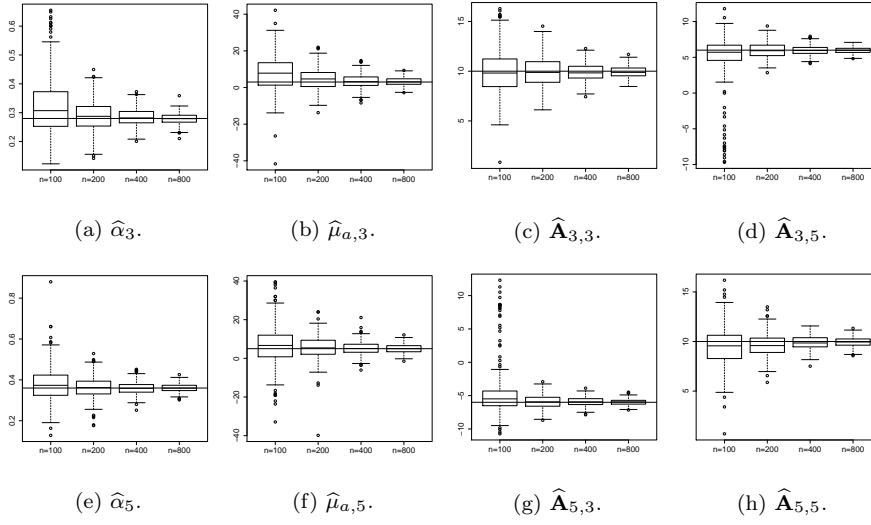 0.6
0.5
0.4
0.3
0.2
n=100 n=200 n=400 n=800
(a) α̂₃.
40
20
0
−20
−40
n=100 n=200 n=400 n=800
(b) μ̂ₐ,₃.
15
10
5
n=100 n=200 n=400 n=800
(c) Â₃,₃.
10
5
0
−5
−10
n=100 n=200 n=400 n=800
(d) Â₃,₅.
0.8
0.6
0.4
0.2
n=100 n=200 n=400 n=800
(e) α̂₅.
40
20
0
−20
−40
n=100 n=200 n=400 n=800
(f) μ̂ₐ,₅.
10
5
0
−5
−10
n=100 n=200 n=400 n=800
(g) Â₅,₃.
15
10
5
n=100 n=200 n=400 n=800
(h) Â₅,₅.